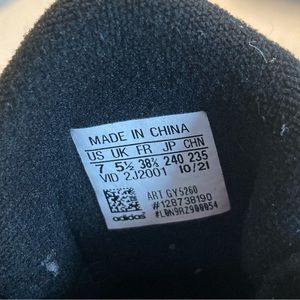 MADE IN CHINA
US UK FR JP CHN
7 5½ 38⅔ 240 235
VID 2J2001 10/21
ART GY5260
#128738190
#LDN9RZ900054
adidas